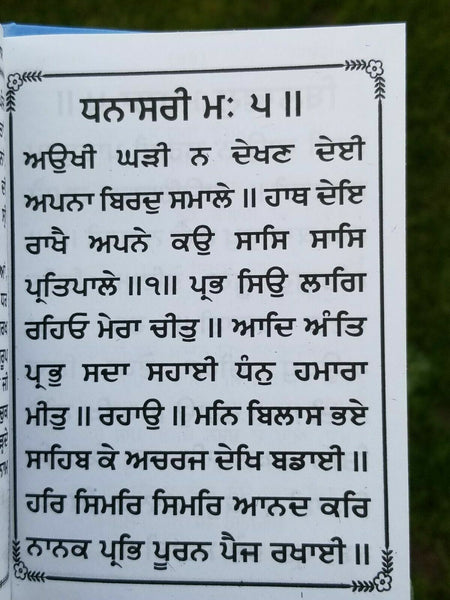 ਧਨਾਸਰੀ ਮਃ ੫ ॥
ਅਉਖੀ ਘੜੀ ਨ ਦੇਖਣ ਦੇਈ
ਅਪਨਾ ਬਿਰਦੁ ਸਮਾਲੇ ॥ ਹਾਥ ਦੇਇ
ਰਾਖੈ ਅਪਨੇ ਕਉ ਸਾਸਿ ਸਾਸਿ
ਪ੍ਰਤਿਪਾਲੇ ॥੧॥ ਪ੍ਰਭ ਸਿਉ ਲਾਗਿ
ਰਹਿਓ ਮੇਰਾ ਚੀਤੁ ॥ ਆਦਿ ਅੰਤਿ
ਪ੍ਰਭੁ ਸਦਾ ਸਹਾਈ ਧੰਨੁ ਹਮਾਰਾ
ਮੀਤੁ ॥ ਰਹਾਉ ॥ ਮਨਿ ਬਿਲਾਸ ਭਏ
ਸਾਹਿਬ ਕੇ ਅਚਰਜ ਦੇਖਿ ਬਡਾਈ ॥
ਹਰਿ ਸਿਮਰਿ ਸਿਮਰਿ ਆਨਦ ਕਰਿ
ਨਾਨਕ ਪ੍ਰਭਿ ਪੂਰਨ ਪੈਜ ਰਖਾਈ ॥